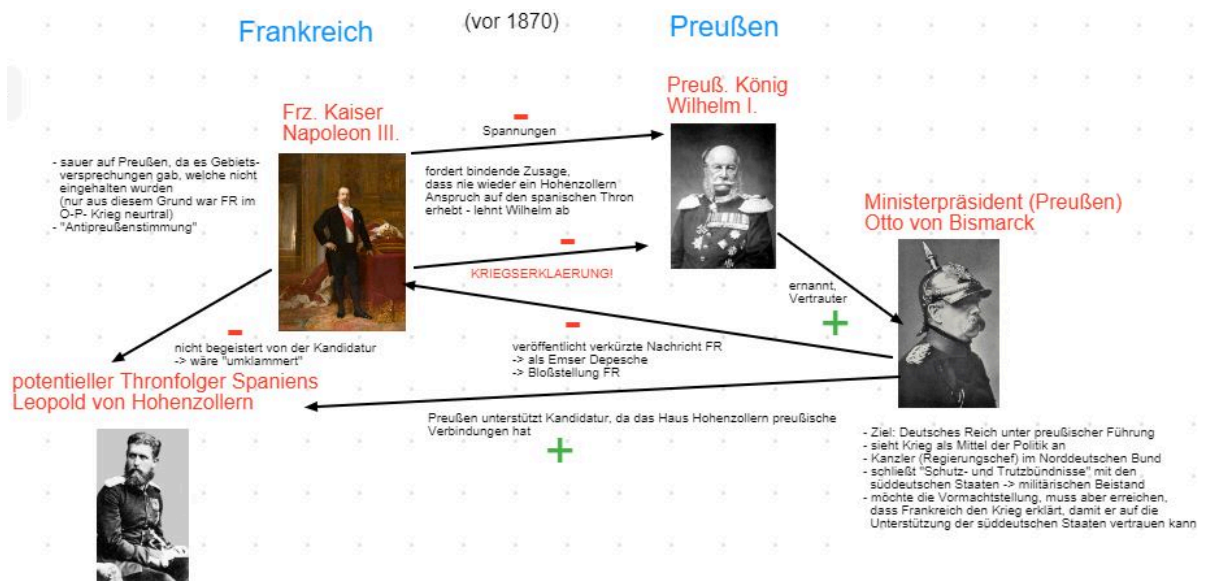 Frankreich
(vor 1870)
Preußen
Frz. Kaiser
Napoleon III.
Preuß. König
Wilhelm I.
Spannungen
- sauer auf Preußen, da es Gebiets-
versprechungen gab, welche nicht
eingehalten wurden
(nur aus diesem Grund war FR im
Ö-P- Krieg neurtral)
- "Antipreußenstimmung"
fordert bindende Zusage,
dass nie wieder ein Hohenzollern
Anspruch auf den spanischen Thron
erhebt - lehnt Wilhelm ab
Ministerpräsident (Preußen)
Otto von Bismarck
KRIEGSERKLAERUNG!
ernannt,
Vertrauter
nicht begeistert von der Kandidatur
-> wäre "umklammert"
veröffentlicht verkürzte Nachricht FR
-> als Emser Depesche
-> Bloßstellung FR
potentieller Thronfolger Spaniens
Leopold von Hohenzollern
Preußen unterstützt Kandidatur, da das Haus Hohenzollern preußische
Verbindungen hat
- Ziel: Deutsches Reich unter preußischer Führung
- sieht Krieg als Mittel der Politik an
- Kanzler (Regierungschef) im Norddeutschen Bund
- schließt "Schutz- und Trutzbündnisse" mit den
süddeutschen Staaten -> militärischen Beistand
- möchte die Vormachtstellung, muss aber erreichen,
dass Frankreich den Krieg erklärt, damit er auf die
Unterstützung der süddeutschen Staaten vertrauen kann